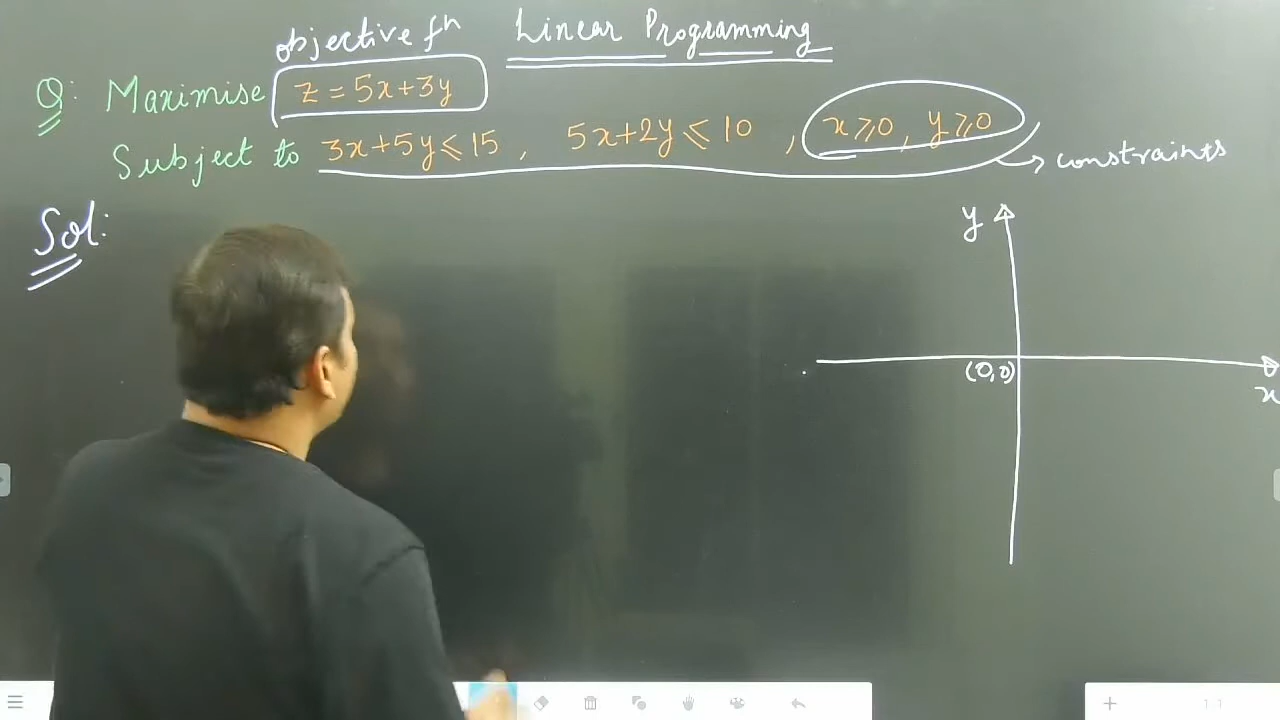 Linear Programming
objective fn
Q: Maximise z = 5x+3y
Subject to 3x+5y ≤ 15 , 5x+2y ≤ 10 , x ≥ 0, y ≥ 0
constraints
Sol:
y
(0,0)
x